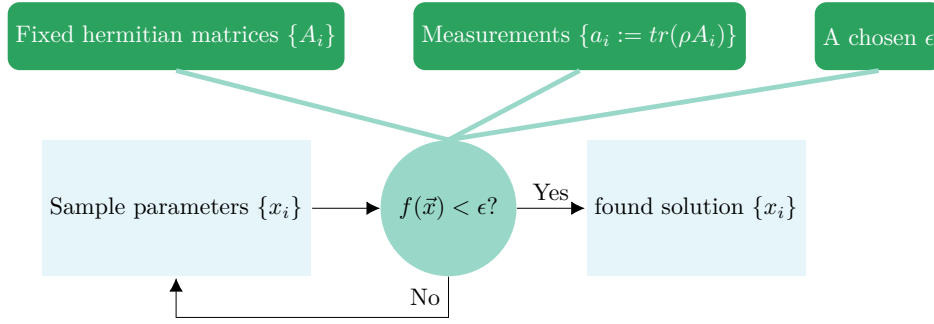 Fixed hermitian matrices {A_i}
Measurements {a_i := tr(ρA_i)}
A chosen ϵ
Sample parameters {x_i}
f(x⃗) < ϵ?
Yes
found solution {x_i}
No